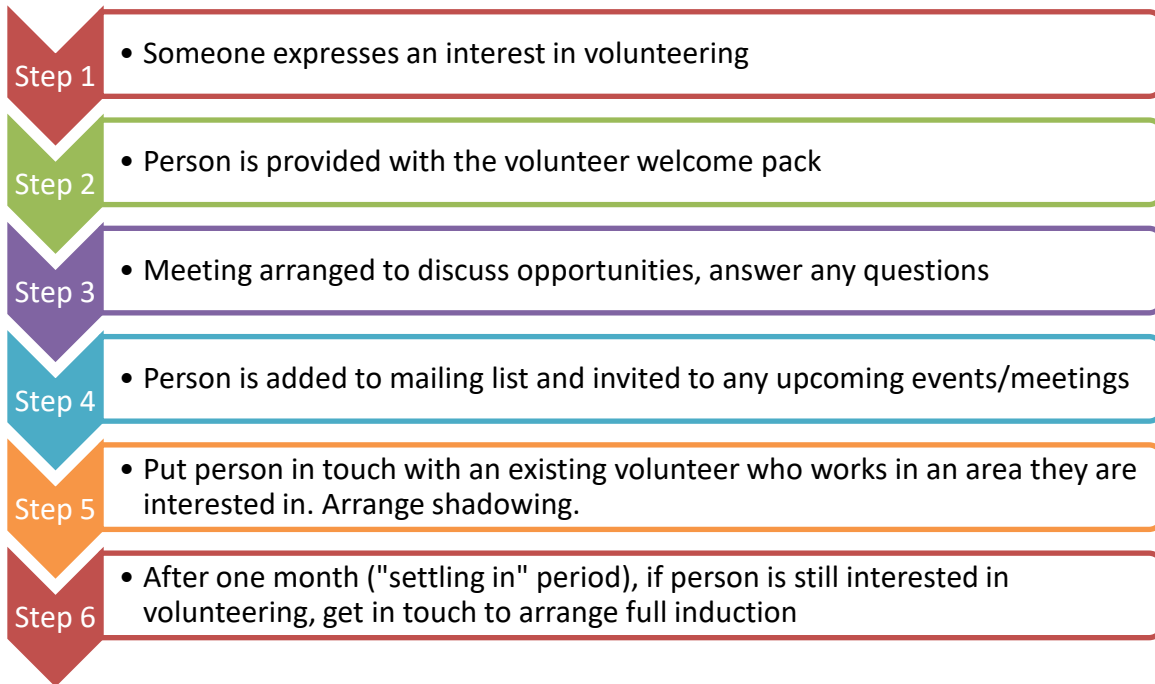 Step 1
• Someone expresses an interest in volunteering
Step 2
• Person is provided with the volunteer welcome pack
Step 3
• Meeting arranged to discuss opportunities, answer any questions
Step 4
• Person is added to mailing list and invited to any upcoming events/meetings
Step 5
• Put person in touch with an existing volunteer who works in an area they are
interested in. Arrange shadowing.
Step 6
• After one month ("settling in" period), if person is still interested in
volunteering, get in touch to arrange full induction